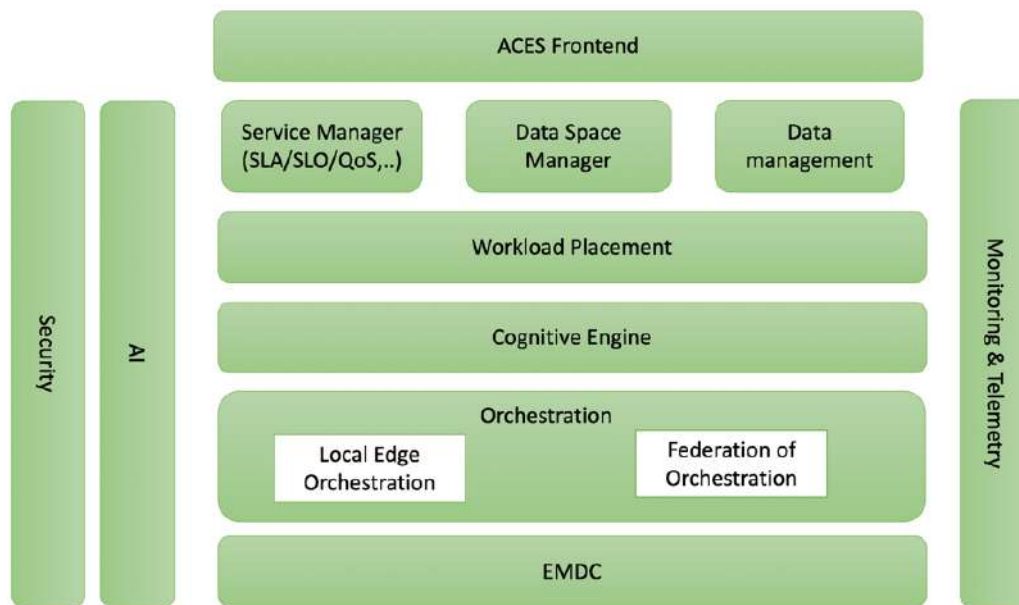 ACES Frontend
Service Manager
(SLA/SLO/QoS,..)
Data Space
Manager
Data
management
Workload Placement
Cognitive Engine
Orchestration
Local Edge
Orchestration
Federation of
Orchestration
EMDC
Security
AI
Monitoring & Telemetry